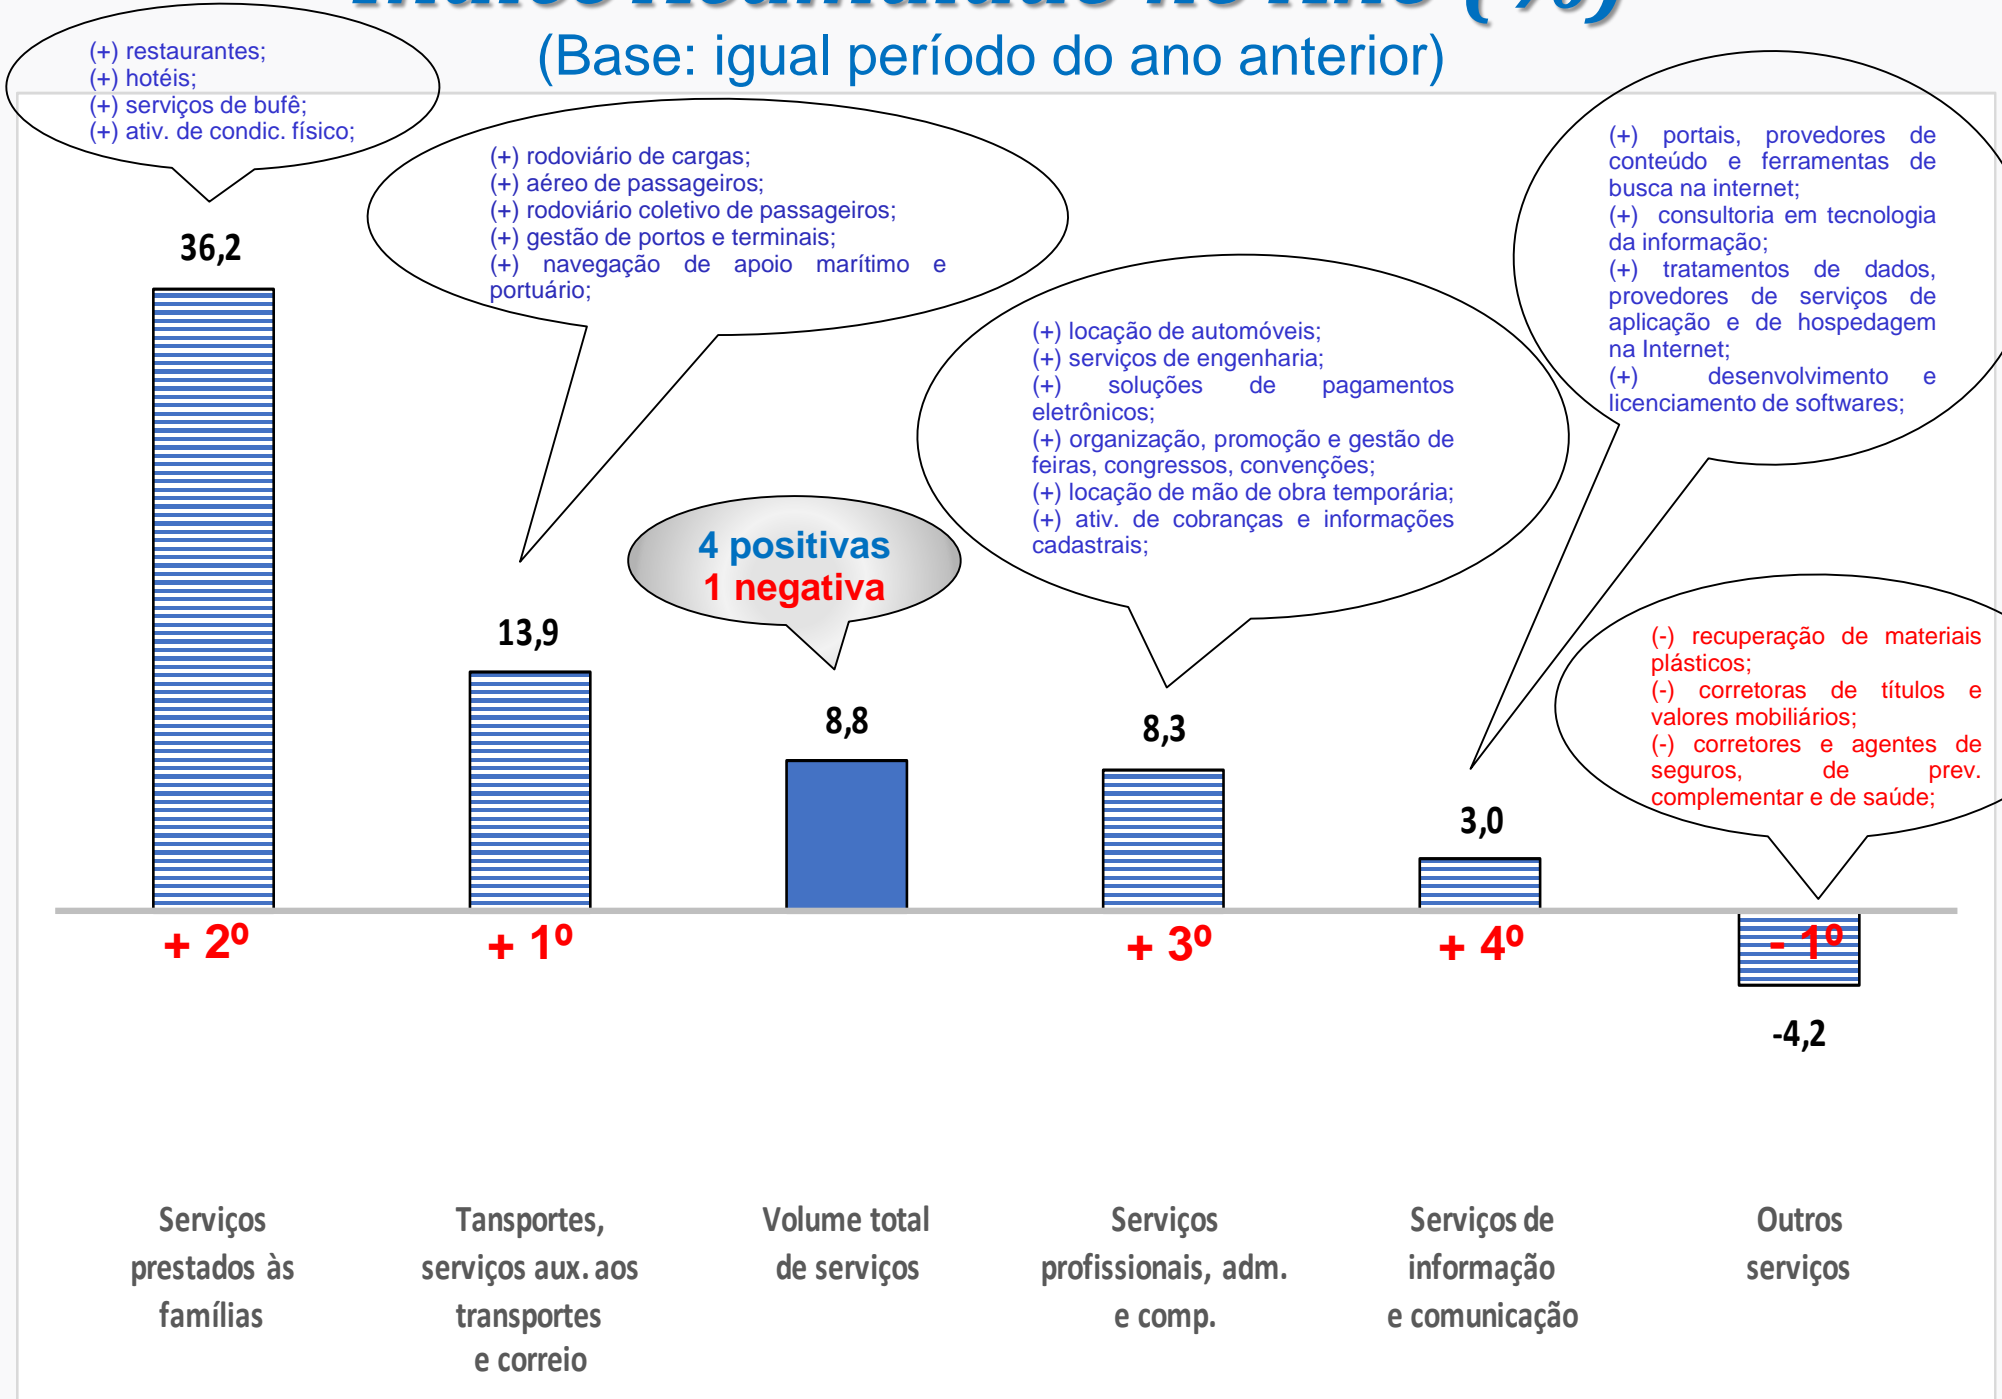 (Base: igual período do ano anterior)
(+) restaurantes;
(+) hotéis;
(+) serviços de bufê;
(+) ativ. de condic. físico;
36,2
(+) rodoviário de cargas;
(+) aéreo de passageiros;
(+) rodoviário coletivo de passageiros;
(+) gestão de portos e terminais;
(+) navegação de apoio marítimo e
portuário;
13,9
4 positivas
1 negativa
8,8
(+) locação de automóveis;
(+) serviços de engenharia;
(+) soluções de pagamentos
eletrônicos;
(+) organização, promoção e gestão de
feiras, congressos, convenções;
(+) locação de mão de obra temporária;
(+) ativ. de cobranças e informações
cadastrais;
8,3
(+) portais, provedores de
conteúdo e ferramentas de
busca na internet;
(+) consultoria em tecnologia
da informação;
(+) tratamentos de dados,
provedores de serviços de
aplicação e de hospedagem
na Internet;
(+) desenvolvimento e
licenciamento de softwares;
3,0
(-) recuperação de materiais
plásticos;
(-) corretoras de títulos e
valores mobiliários;
(-) corretores e agentes de
seguros, de prev.
complementar e de saúde;
+ 2º
+ 1º
+ 3º
+ 4º
- 1º
-4,2
Serviços
prestados às
famílias
Tansportes,
serviços aux. aos
transportes
e correio
Volume total
de serviços
Serviços
profissionais, adm.
e comp.
Serviços de
informação
e comunicação
Outros
serviços